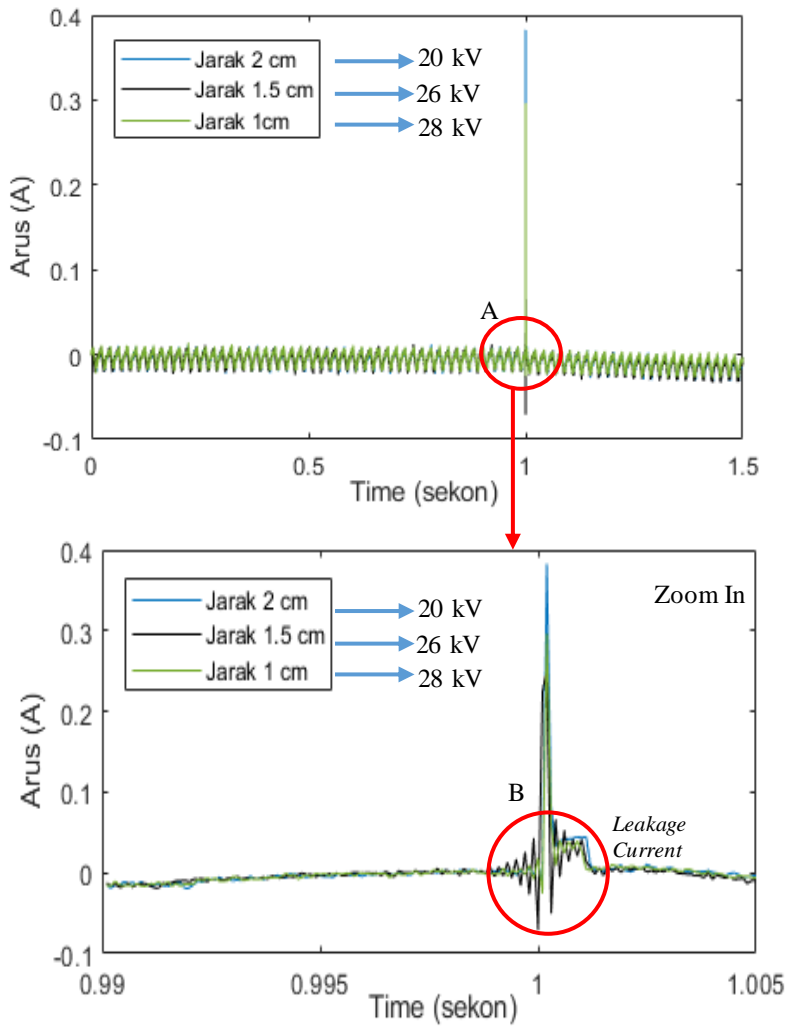 0.4
Jarak 2 cm 20 kV
0.3
Jarak 1.5 cm 26 kV
Jarak 1cm 28 kV
0.2
Arus (A)
0.1
A
0
-0.1
0 0.5 1 1.5
Time (sekon)
0.4
Jarak 2 cm 20 kV
Zoom In
0.3
Jarak 1.5 cm 26 kV
Jarak 1 cm 28 kV
0.2
Arus (A)
0.1
B
Leakage
Current
0
-0.1
0.99 0.995 1 1.005
Time (sekon)